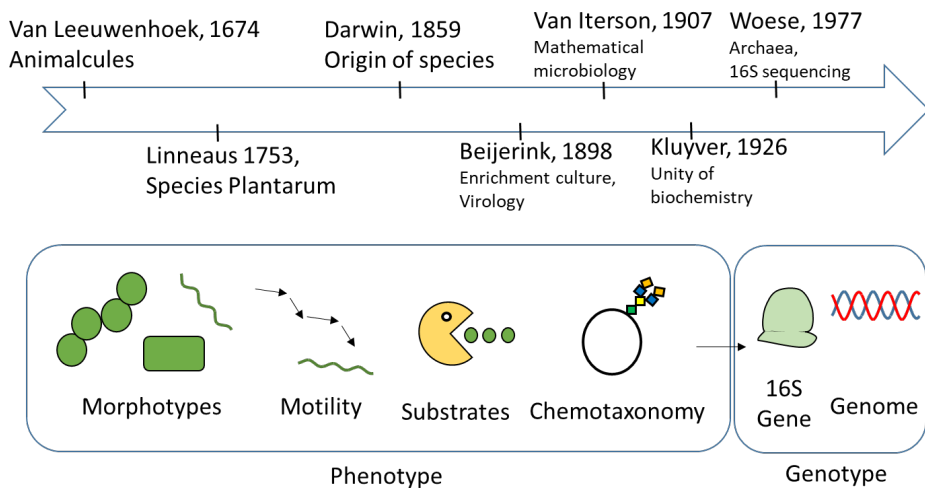 Van Leeuwenhoek, 1674
Animalcules
Darwin, 1859
Origin of species
Van Iterson, 1907
Mathematical
microbiology
Woese, 1977
Archaea,
16S sequencing
Linneaus 1753,
Species Plantarum
Beijerink, 1898
Enrichment culture,
Virology
Kluyver, 1926
Unity of
biochemistry
Morphotypes
Motility
Substrates
Chemotaxonomy
16S
Gene
Genome
Phenotype
Genotype